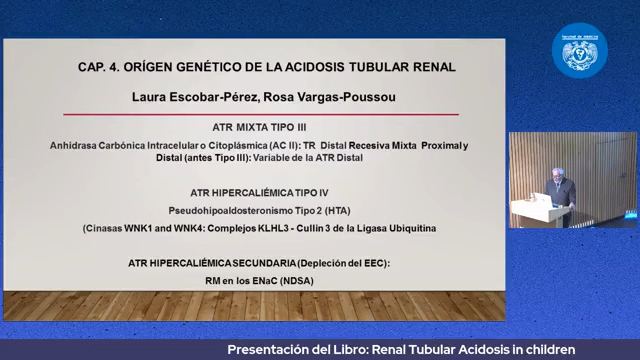 CAP. 4. ORÍGEN GENÉTICO DE LA ACIDOSIS TUBULAR RENAL
Laura Escobar-Pérez, Rosa Vargas-Poussou
ATR MIXTA TIPO III
Anhidrasa Carbónica Intracelular o Citoplásmica (AC II): TR Distal Recesiva Mixta Proximal y
Distal (antes Tipo III): Variable de la ATR Distal
ATR HIPERCALIÉMICA TIPO IV
Pseudohipoaldosteronismo Tipo 2 (HTA)
(Cinasas WNK1 and WNK4: Complejos KLHL3 - Cullin 3 de la Ligasa Ubiquitina
ATR HIPERCALIÉMICA SECUNDARIA (Depleción del EEC):
RM en los ENaC (NDSA)
Presentación del Libro: Renal Tubular Acidosis in children